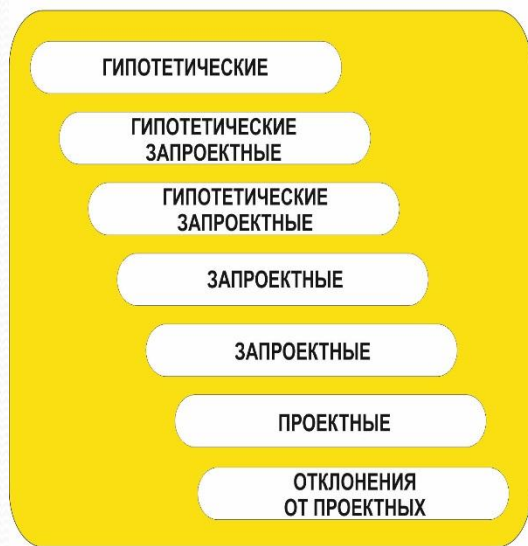 ГИПОТЕТИЧЕСКИЕ
ГИПОТЕТИЧЕСКИЕ
ЗАПРОЕКТНЫЕ
ГИПОТЕТИЧЕСКИЕ
ЗАПРОЕКТНЫЕ
ЗАПРОЕКТНЫЕ
ЗАПРОЕКТНЫЕ
ПРОЕКТНЫЕ
ОТКЛОНЕНИЯ
ОТ ПРОЕКТНЫХ